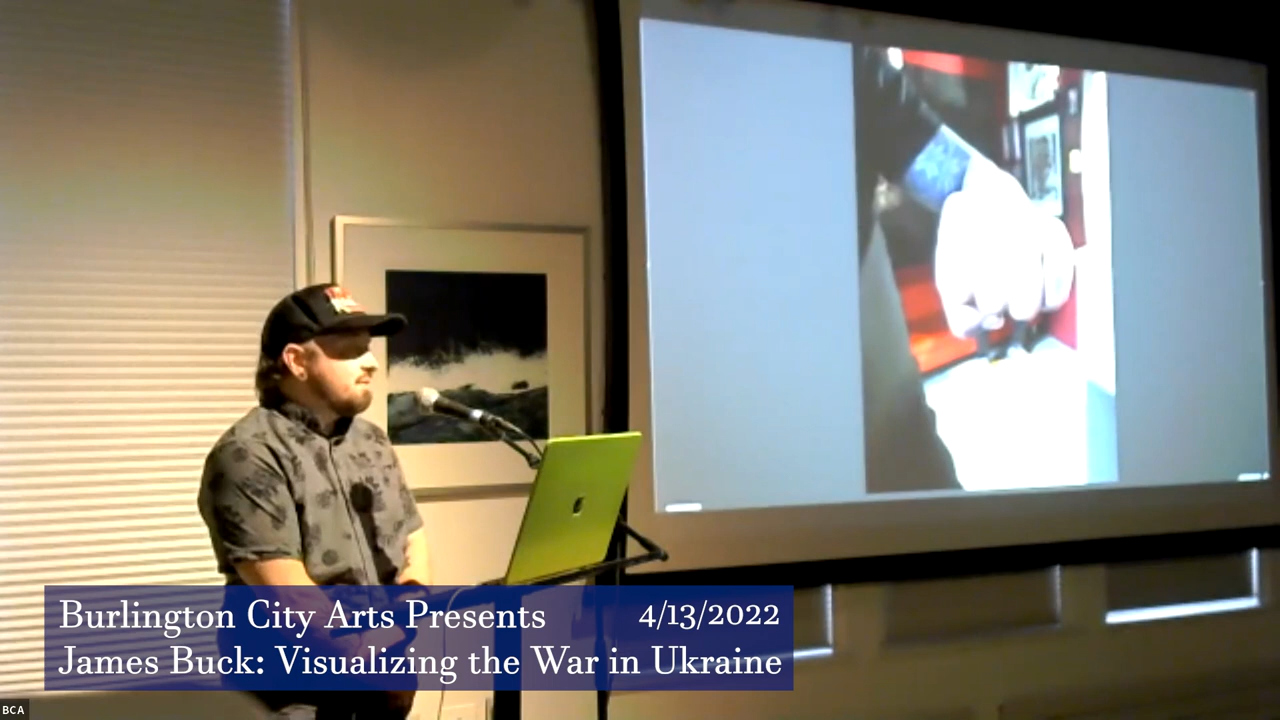 Burlington City Arts Presents 4/13/2022
James Buck: Visualizing the War in Ukraine
BCA